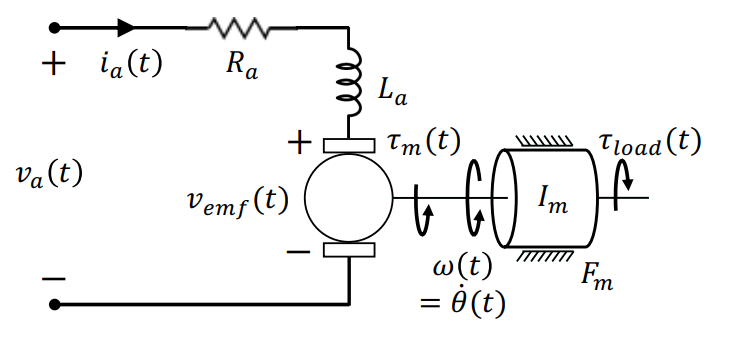 +
i_a(t)
R_a
L_a
+
τ_m(t)
τ_load(t)
v_a(t)
v_emf(t)
I_m
−
−
ω(t)
= θ̇(t)
F_m